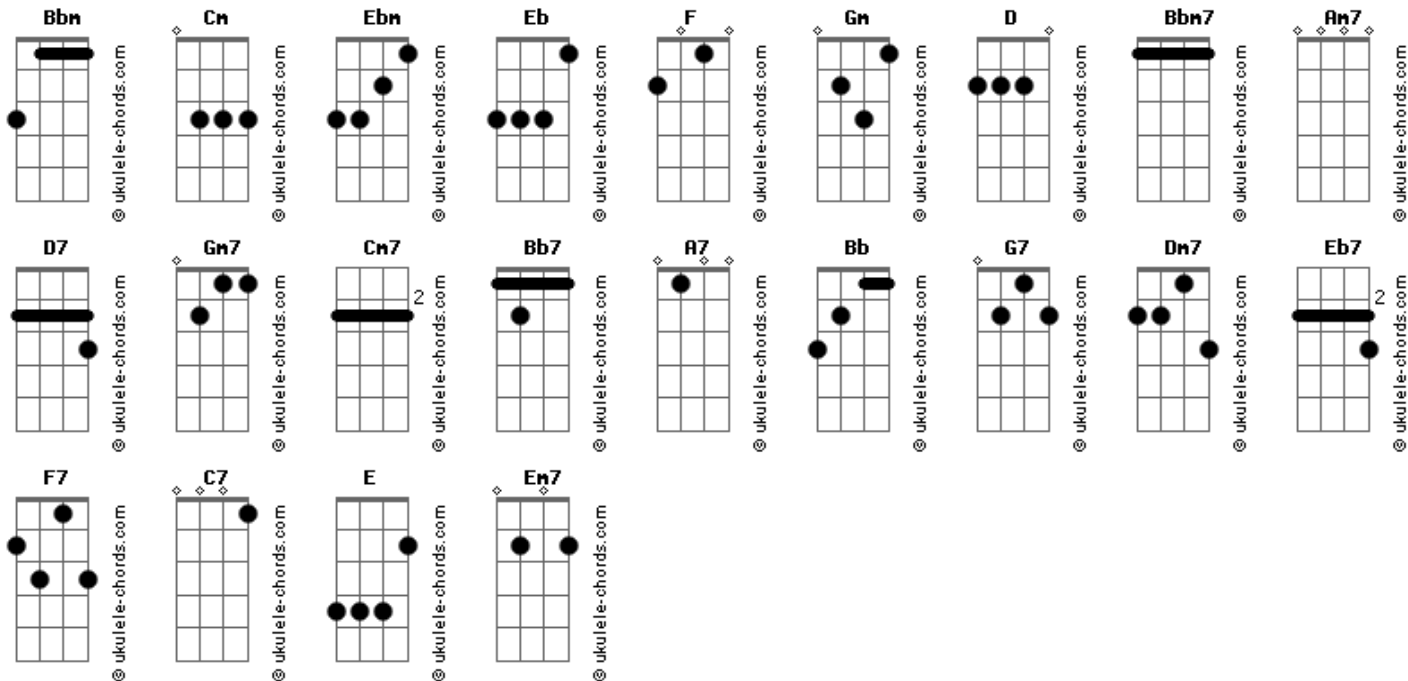 Bbm Cm Ebm Eb F Gm D Bbm7 Am7
© ukulele-chords.com © ukulele-chords.com © ukulele-chords.com © ukulele-chords.com © ukulele-chords.com © ukulele-chords.com © ukulele-chords.com © ukulele-chords.com © ukulele-chords.com
D7 Gm7 Cm7 Bb7 A7 Bb G7 Dm7 Eb7
2 2
© ukulele-chords.com © ukulele-chords.com © ukulele-chords.com © ukulele-chords.com © ukulele-chords.com © ukulele-chords.com © ukulele-chords.com © ukulele-chords.com © ukulele-chords.com
F7 C7 E Em7
© ukulele-chords.com © ukulele-chords.com © ukulele-chords.com © ukulele-chords.com